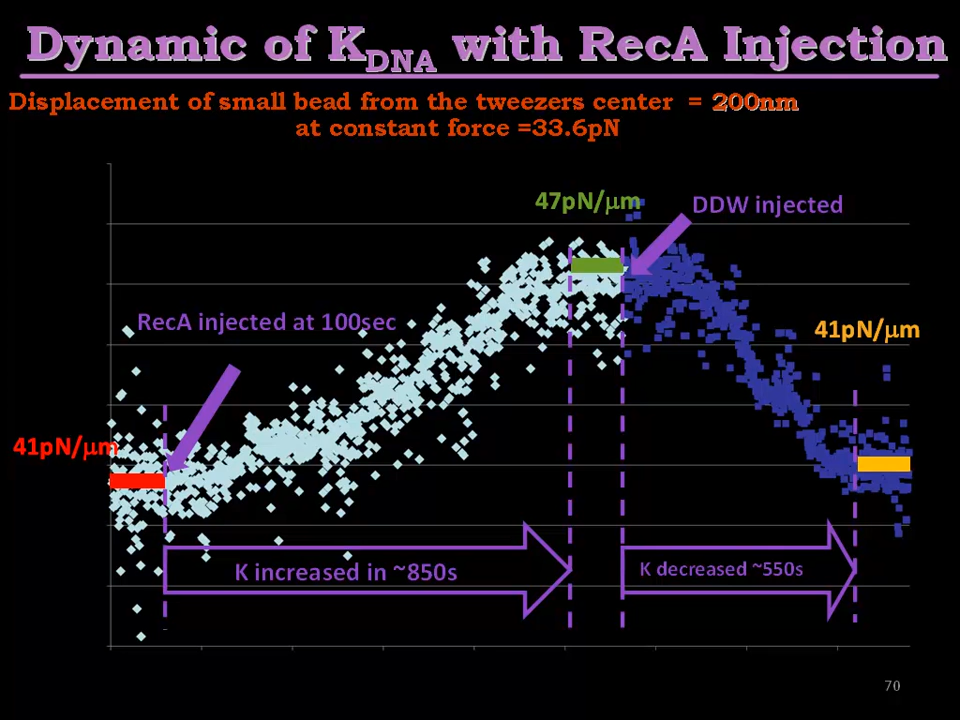 Dynamic of K_DNA with RecA Injection
Displacement of small bead from the tweezers center = 200nm
at constant force =33.6pN
47pN/μm
DDW injected
RecA injected at 100sec
41pN/μm
41pN/μm
K increased in ~850s
K decreased ~550s
70